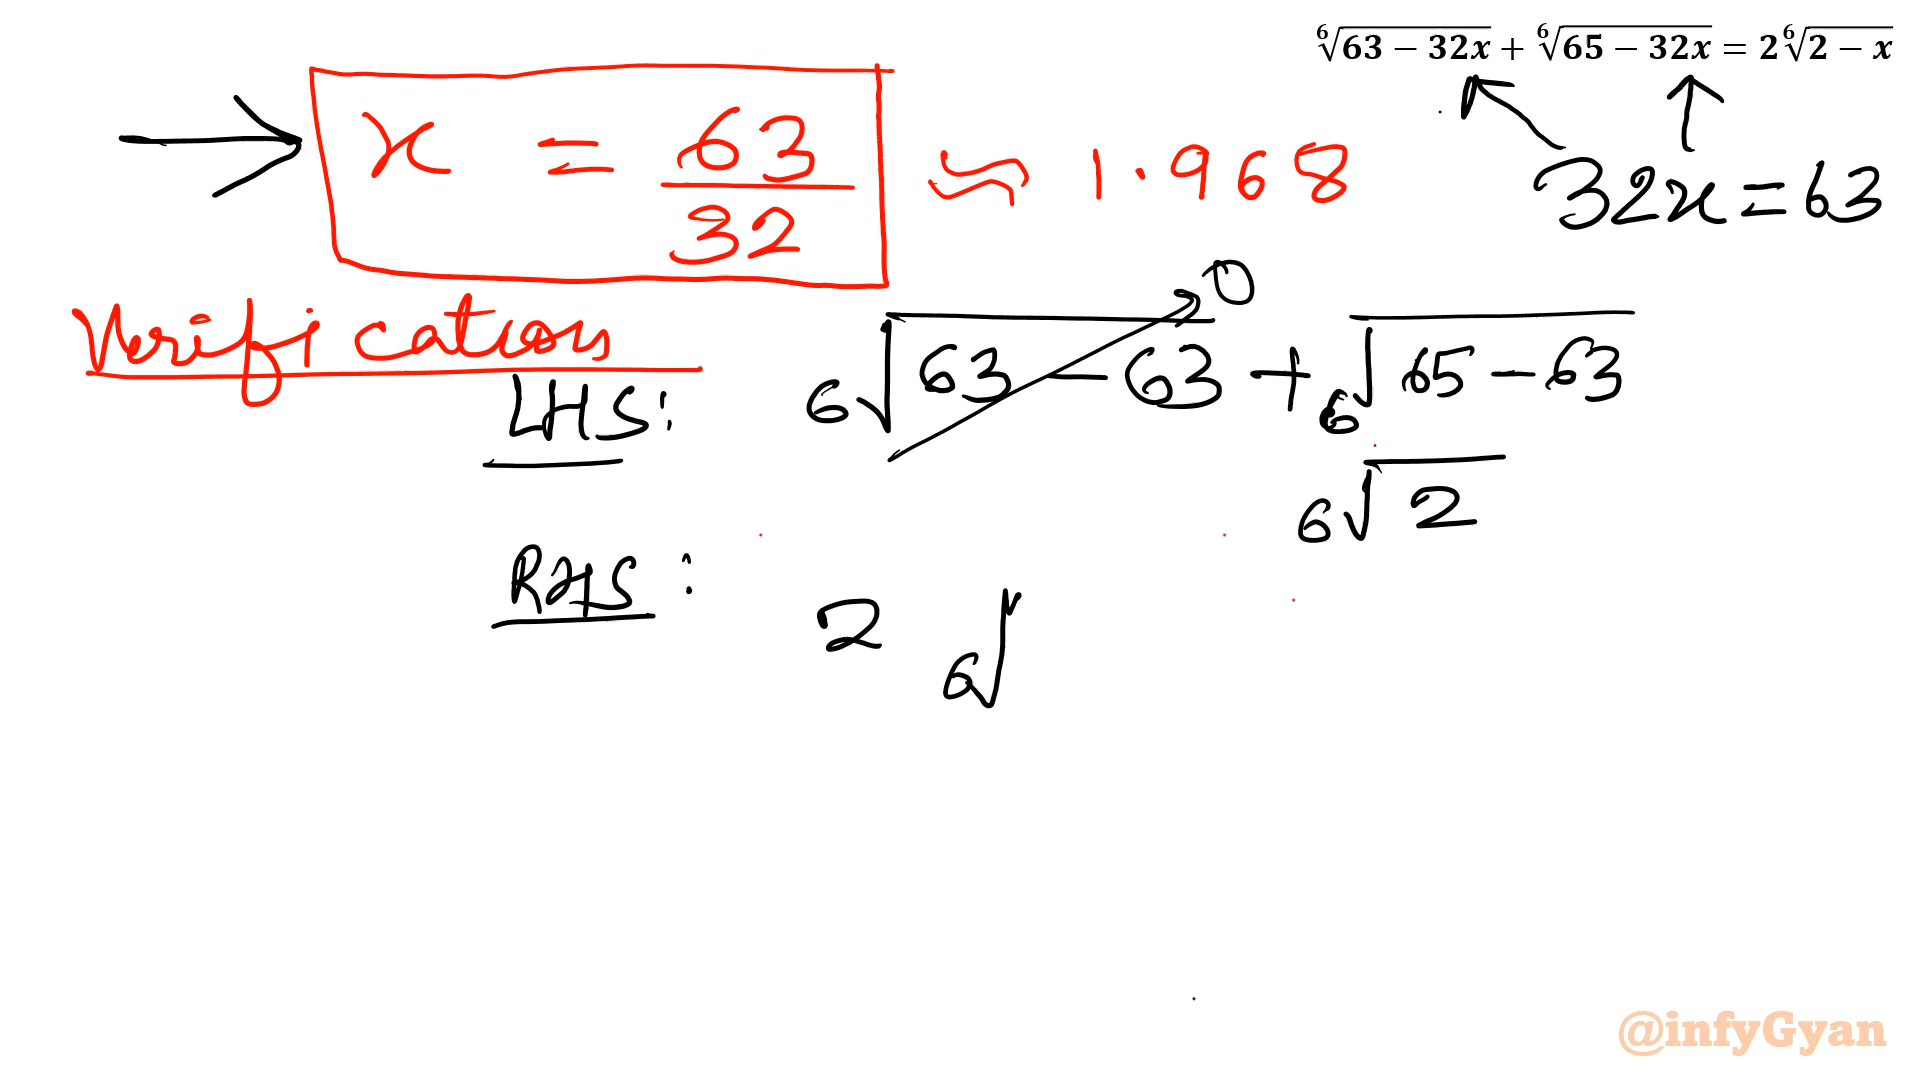 ⁶√63 − 32x + ⁶√65 − 32x = 2⁶√2 − x
→ x = 63/32 ≈ 1.968
32x = 63
Verification
LHS: 6√63 − 63 + 6√65 − 63
0
6√2
RHS : 2 6√
@infyGyan